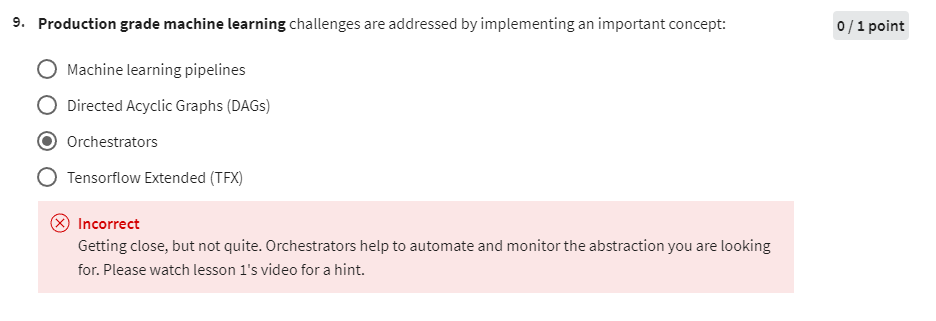 9. Production grade machine learning challenges are addressed by implementing an important concept:
0 / 1 point
Machine learning pipelines
Directed Acyclic Graphs (DAGs)
Orchestrators
Tensorflow Extended (TFX)
Incorrect
Getting close, but not quite. Orchestrators help to automate and monitor the abstraction you are looking
for. Please watch lesson 1's video for a hint.